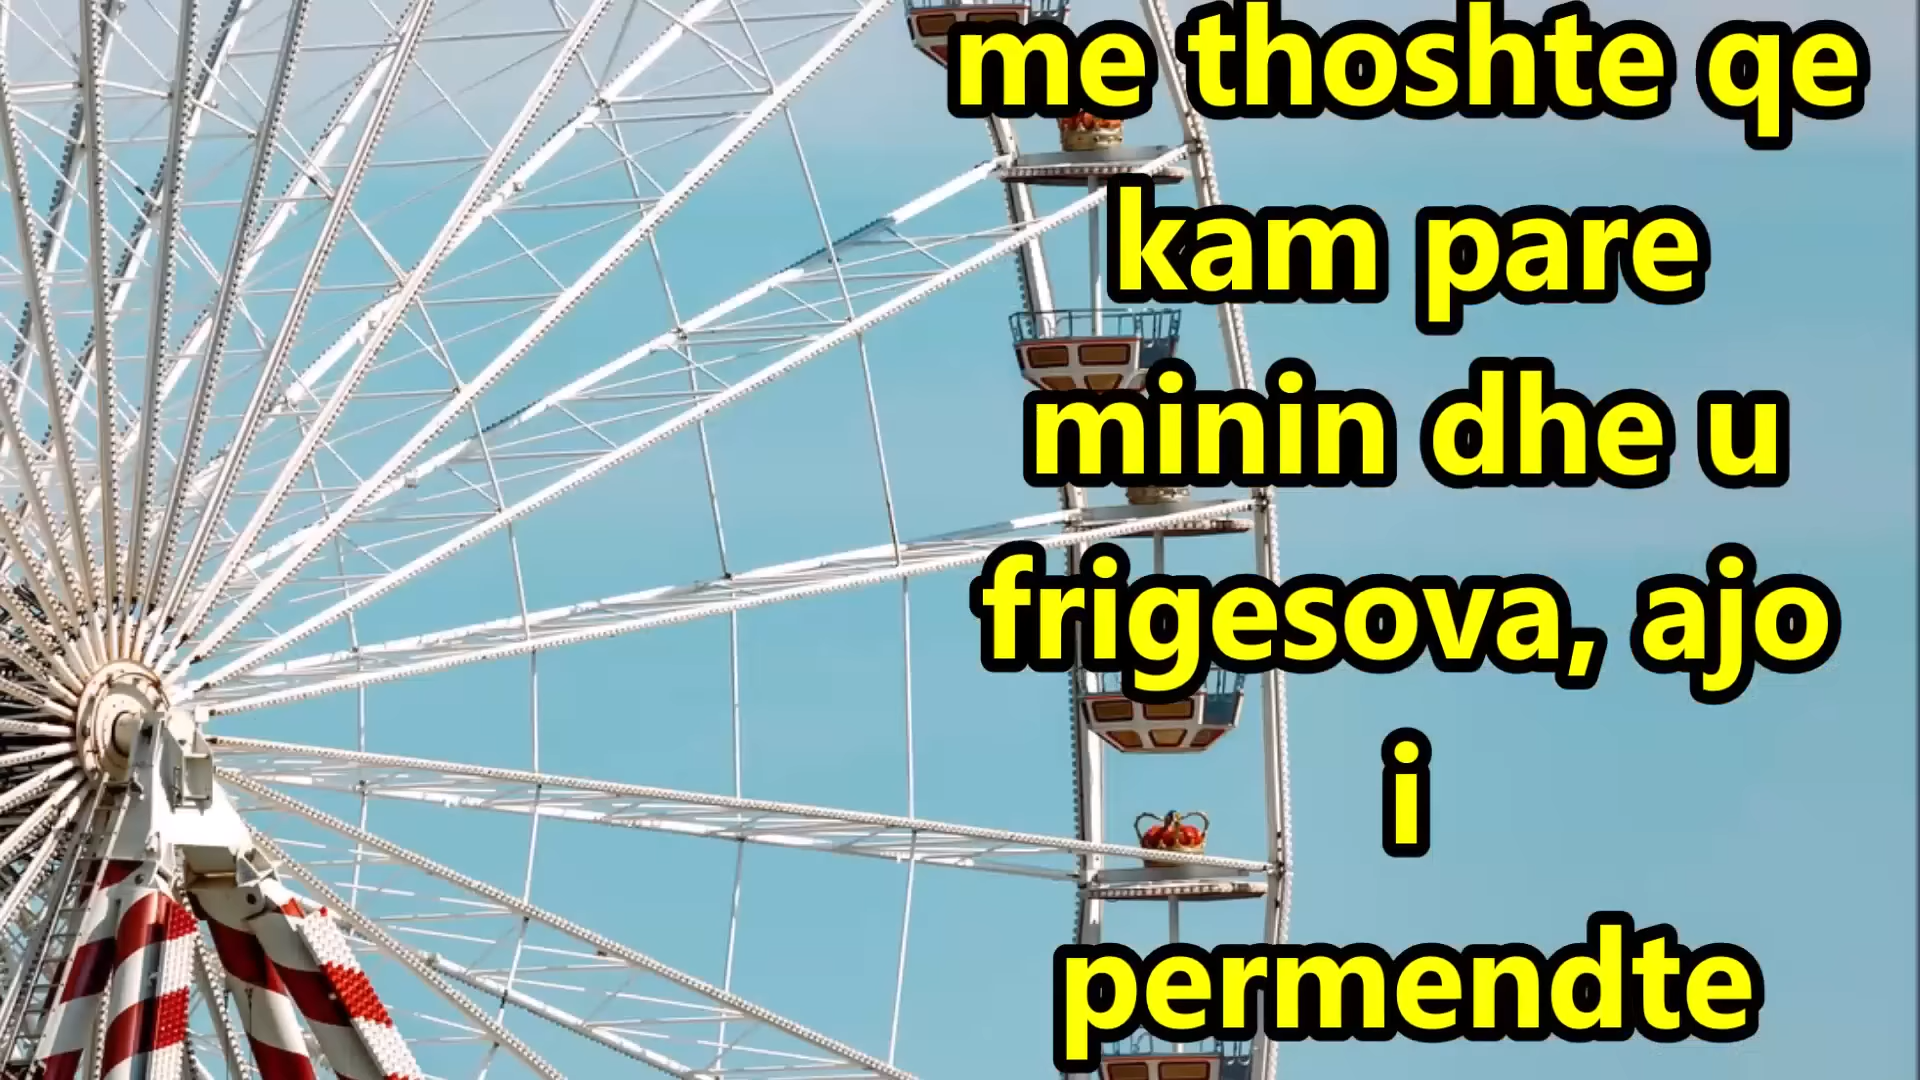 me thoshte qe
kam pare
minin dhe u
frigesova, ajo
i
permendte